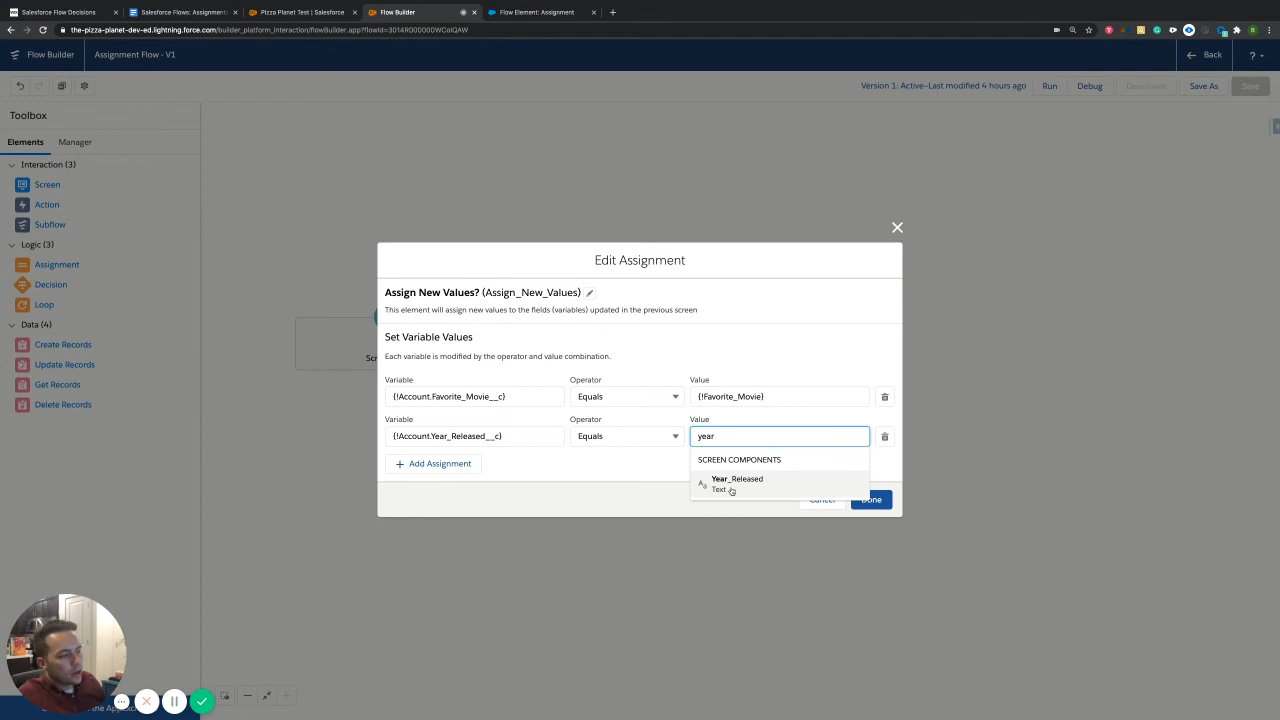 Salesforce Flow Decisions
Salesforce Flows: Assignment
Pizza Planet Test | Salesforce
Flow Builder
Flow Element: Assignment
the-pizza-planet-dev-ed.lightning.force.com/builder_platform_interaction/flowBuilder.app?flowId=3014R000000WCoIQAW
Flow Builder
Assignment Flow - V1
Back
?
Version 1: Active—Last modified 4 hours ago
Run
Debug
Deactivate
Save As
Save
Toolbox
Elements
Manager
Interaction (3)
Screen
Action
Subflow
Logic (3)
Assignment
Decision
Loop
Data (4)
Create Records
Update Records
Get Records
Delete Records
Edit Assignment
Assign New Values? (Assign_New_Values)
This element will assign new values to the fields (variables) updated in the previous screen
Set Variable Values
Each variable is modified by the operator and value combination.
Variable
Operator
Value
{!Account.Favorite_Movie__c}
Equals
{!Favorite_Movie}
Variable
Operator
Value
{!Account.Year_Released__c}
Equals
year
SCREEN COMPONENTS
Year_Released
Text
+ Add Assignment
Cancel
Done